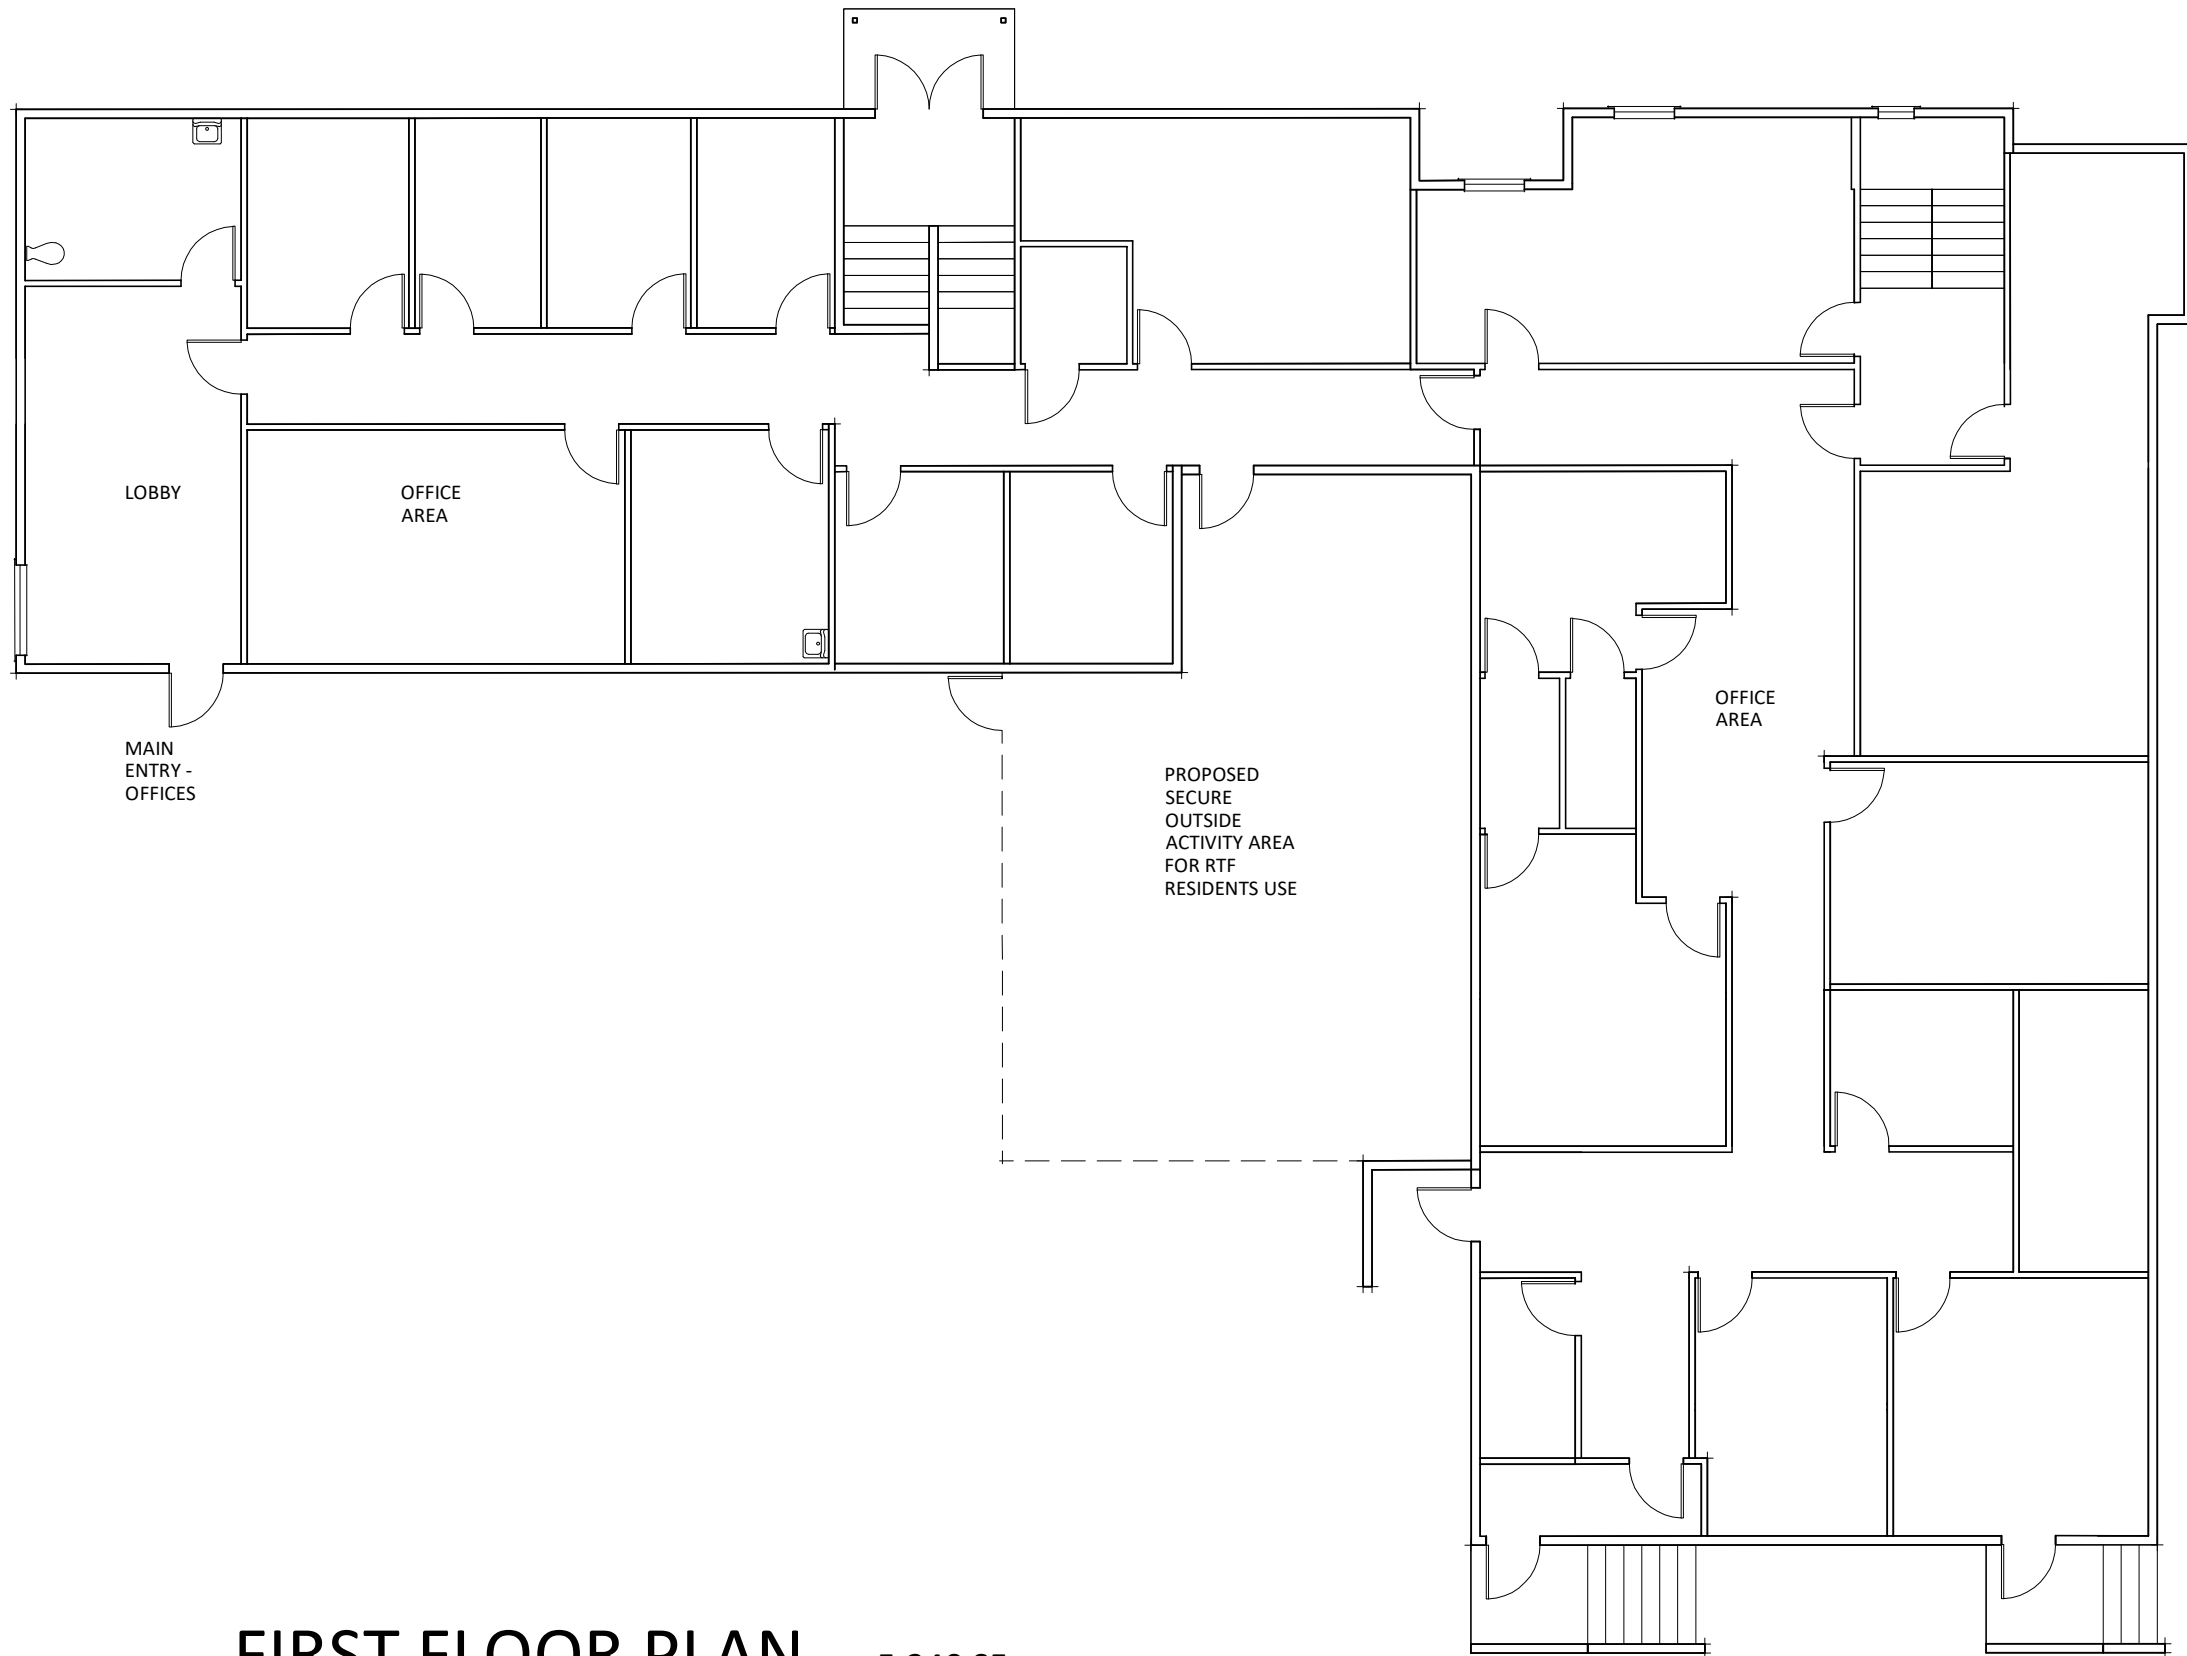 LOBBY
OFFICE
AREA
OFFICE
AREA
MAIN
ENTRY -
OFFICES
PROPOSED
SECURE
OUTSIDE
ACTIVITY AREA
FOR RTF
RESIDENTS USE
FIRST FLOOR PLAN